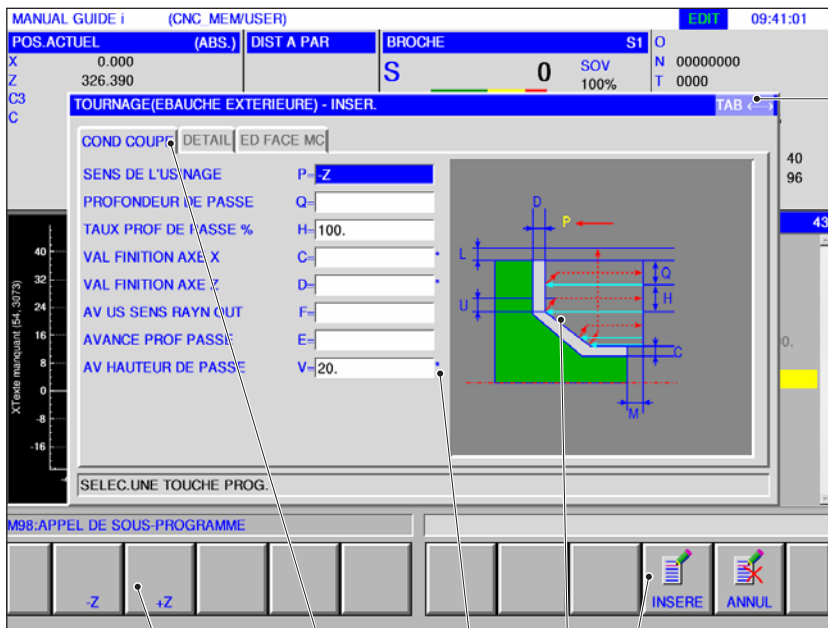 MANUAL GUIDE i (CNC_MEM/USER) EDIT 09:41:01
POS.ACTUEL (ABS.) DIST A PAR BROCHE S1 O
X 0.000 S 0 SOV N 00000000
Z 326.390 100% T 0000
C3
C
TOURNAGE(EBAUCHE EXTERIEURE) - INSER. TAB
COND COUPE DETAIL ED FACE MC
40
96
SENS DE L'USINAGE P= -Z
PROFONDEUR DE PASSE Q=
TAUX PROF DE PASSE % H= 100.
VAL FINITION AXE X C= *
VAL FINITION AXE Z D= *
AV US SENS RAYN OUT F=
AVANCE PROF PASSE E=
AV HAUTEUR DE PASSE V= 20. *
D
P
L
Q
H
U
C
M
43
40
32
24
16
8
0
-8
-16
XTexte manquant (54, 3073)
0.
SELEC.UNE TOUCHE PROG.
M98:APPEL DE SOUS-PROGRAMME
-Z +Z INSERE ANNUL